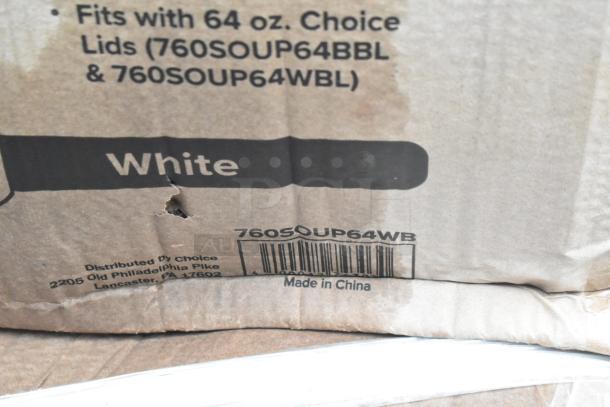 • Fits with 64 oz. Choice
Lids (760SOUP64BBL
& 760SOUP64WBL)
White
760SOUP64WB
Distributed By Choice
2205 Old Philadelphia Pike
Lancaster, PA 17602
Made in China